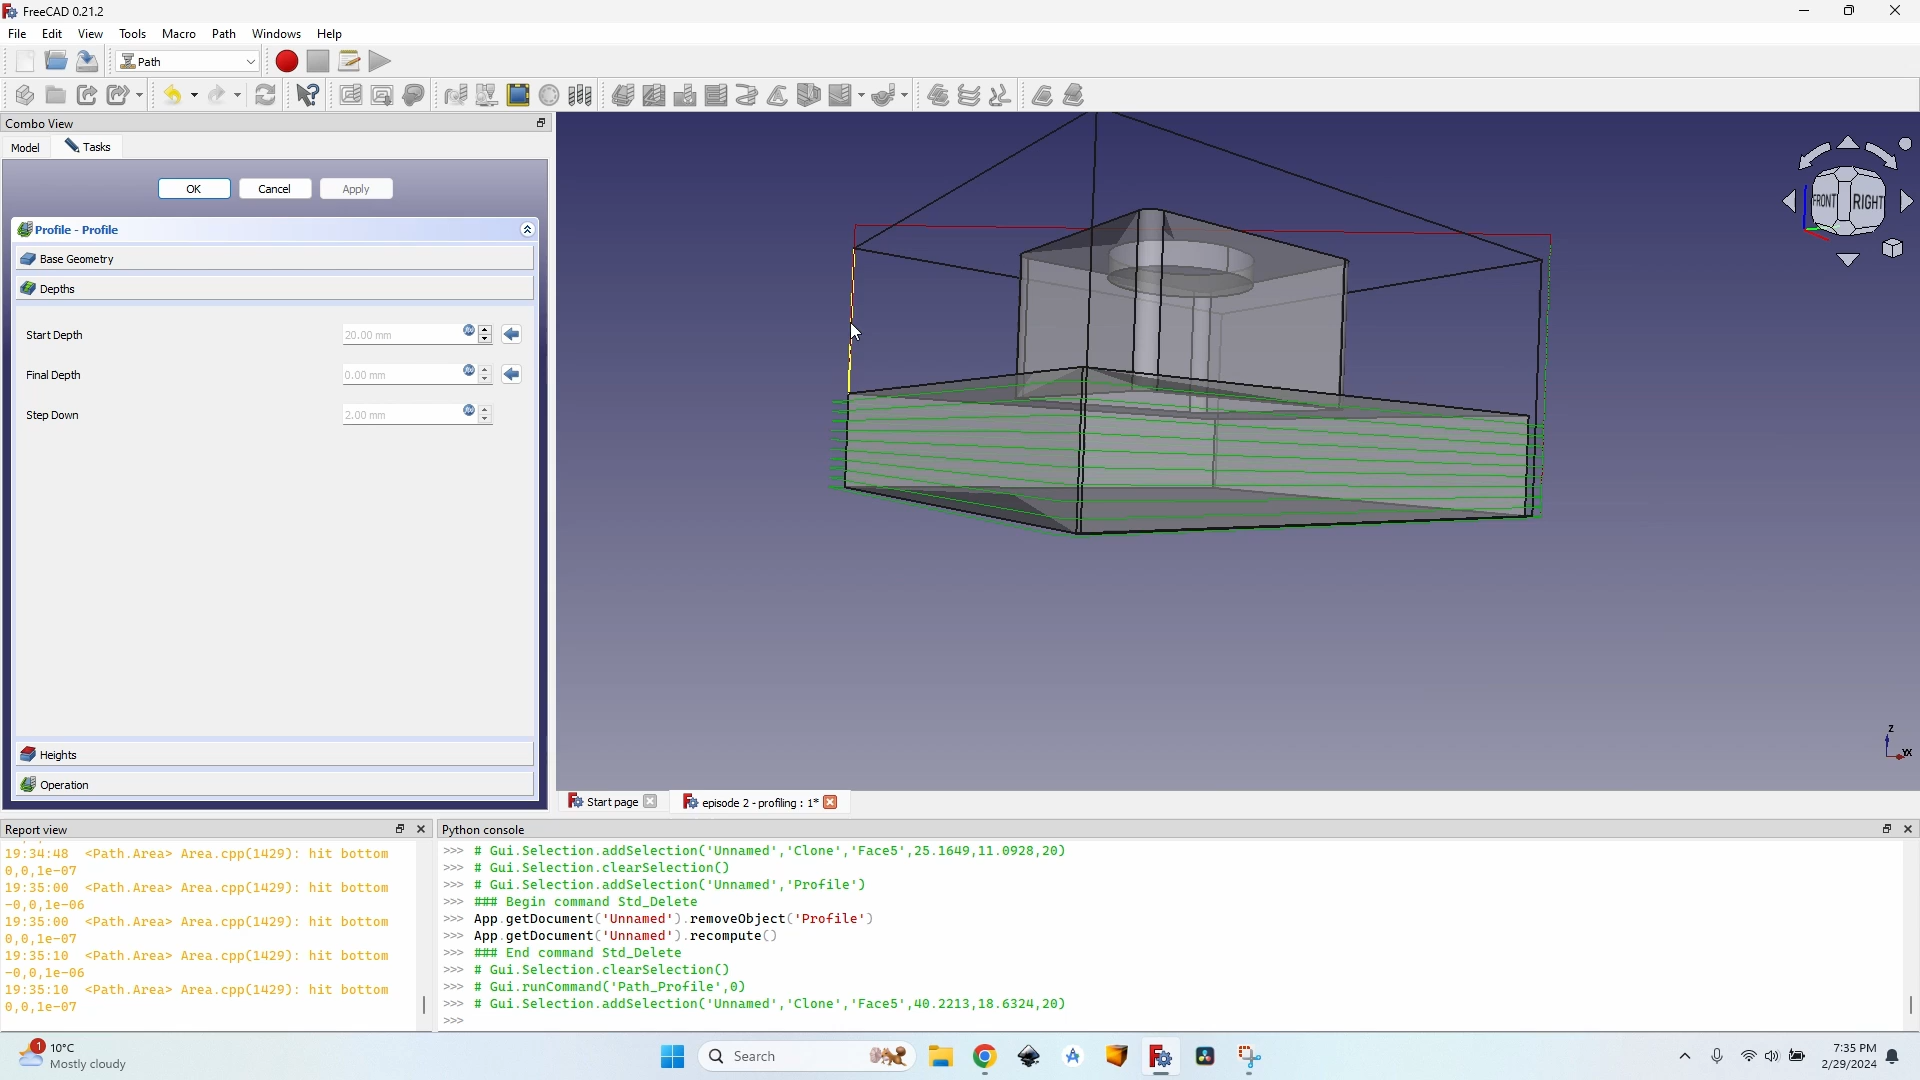 FreeCAD 0.21.2
File Edit View Tools Macro Path Windows Help
Path
Combo View
Model Tasks
OK Cancel Apply
Profile - Profile
Base Geometry
Depths
Start Depth 20.00 mm
Final Depth 0.00 mm
Step Down 2.00 mm
Heights
Operation
FRONT RIGHT
Z
Start page episode 2 - profiling : 1*
Report view
19:34:48 <Path.Area> Area.cpp(1429): hit bottom
0,0,1e-07
19:35:00 <Path.Area> Area.cpp(1429): hit bottom
-0,0,1e-06
19:35:00 <Path.Area> Area.cpp(1429): hit bottom
0,0,1e-07
19:35:10 <Path.Area> Area.cpp(1429): hit bottom
-0,0,1e-06
19:35:10 <Path.Area> Area.cpp(1429): hit bottom
0,0,1e-07
Python console
>>> # Gui.Selection.addSelection('Unnamed','Clone','Face5',25.1649,11.0928,20)
>>> # Gui.Selection.clearSelection()
>>> # Gui.Selection.addSelection('Unnamed','Profile')
>>> ### Begin command Std_Delete
>>> App.getDocument('Unnamed').removeObject('Profile')
>>> App.getDocument('Unnamed').recompute()
>>> ### End command Std_Delete
>>> # Gui.Selection.clearSelection()
>>> # Gui.runCommand('Path_Profile',0)
>>> # Gui.Selection.addSelection('Unnamed','Clone','Face5',40.2213,18.6324,20)
>>>
1
10°C
Mostly cloudy
Search
7:35 PM
2/29/2024